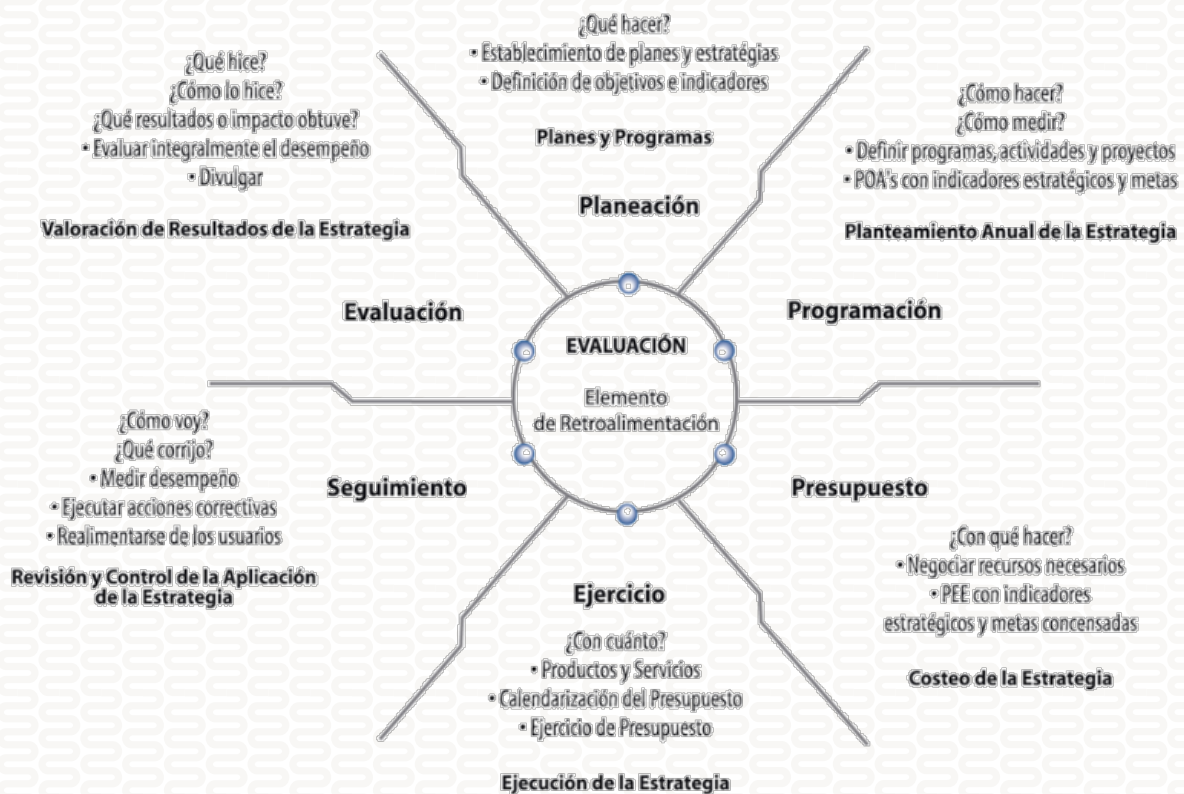 ¿Qué hacer?
• Establecimiento de planes y estratégias
• Definición de objetivos e indicadores
Planes y Programas
Planeación
¿Cómo hacer?
¿Cómo medir?
• Definir programas, actividades y proyectos
• POA's con indicadores estratégicos y metas
Planteamiento Anual de la Estrategia
Programación
Presupuesto
¿Con qué hacer?
• Negociar recursos necesarios
• PEE con indicadores
estratégicos y metas concensadas
Costeo de la Estrategia
Ejercicio
¿Con cuánto?
• Productos y Servicios
• Calendarización del Presupuesto
• Ejercicio de Presupuesto
Ejecución de la Estrategia
¿Cómo voy?
¿Qué corrijo?
• Medir desempeño
• Ejecutar acciones correctivas
• Realimentarse de los usuarios
Revisión y Control de la Aplicación
de la Estrategia
Seguimiento
¿Qué hice?
¿Cómo lo hice?
¿Qué resultados o impacto obtuve?
• Evaluar integralmente el desempeño
• Divulgar
Valoración de Resultados de la Estrategia
Evaluación
EVALUACIÓN
Elemento
de Retroalimentación